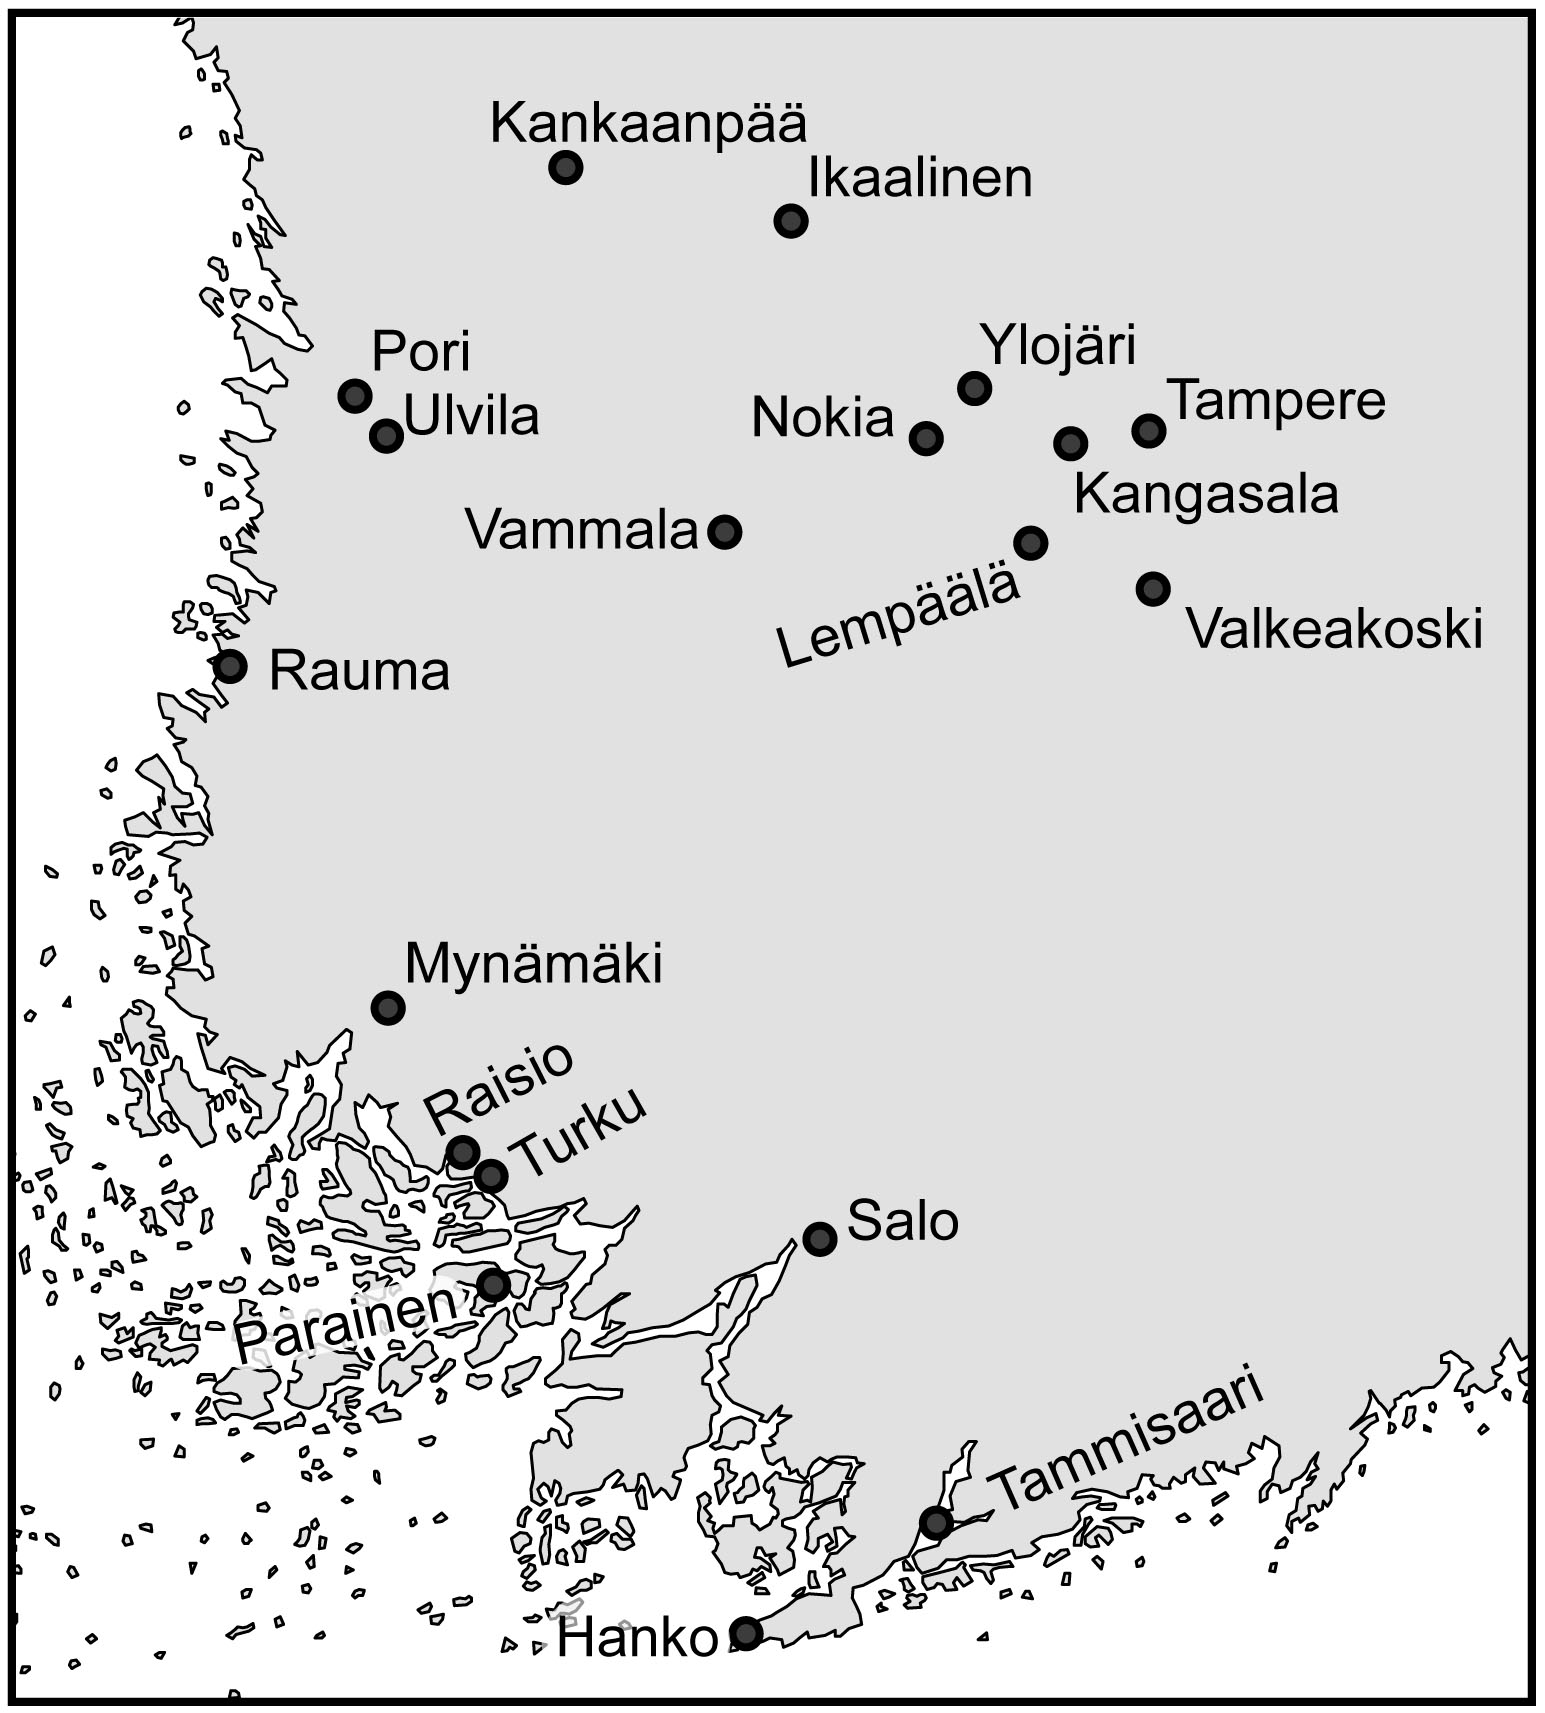 Kankaanpää
Ikaalinen
Ylojäri
Pori
Tampere
Ulvila
Nokia
Kangasala
Vammala
Lempäälä
Valkeakoski
Rauma
Mynämäki
Raisio
Turku
Salo
Parainen
Tammisaari
Hanko